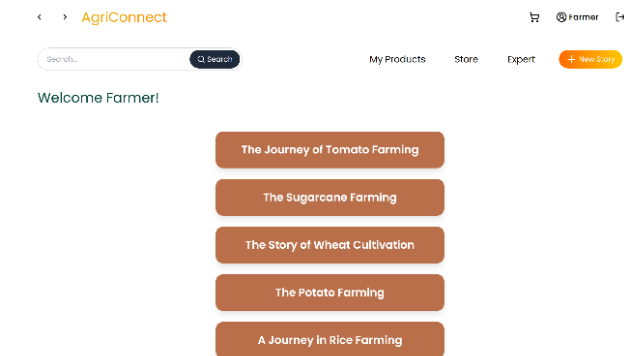 AgriConnect
Farmer
Search...
Search
My Products
Store
Expert
+ New Story
Welcome Farmer!
The Journey of Tomato Farming
The Sugarcane Farming
The Story of Wheat Cultivation
The Potato Farming
A Journey in Rice Farming